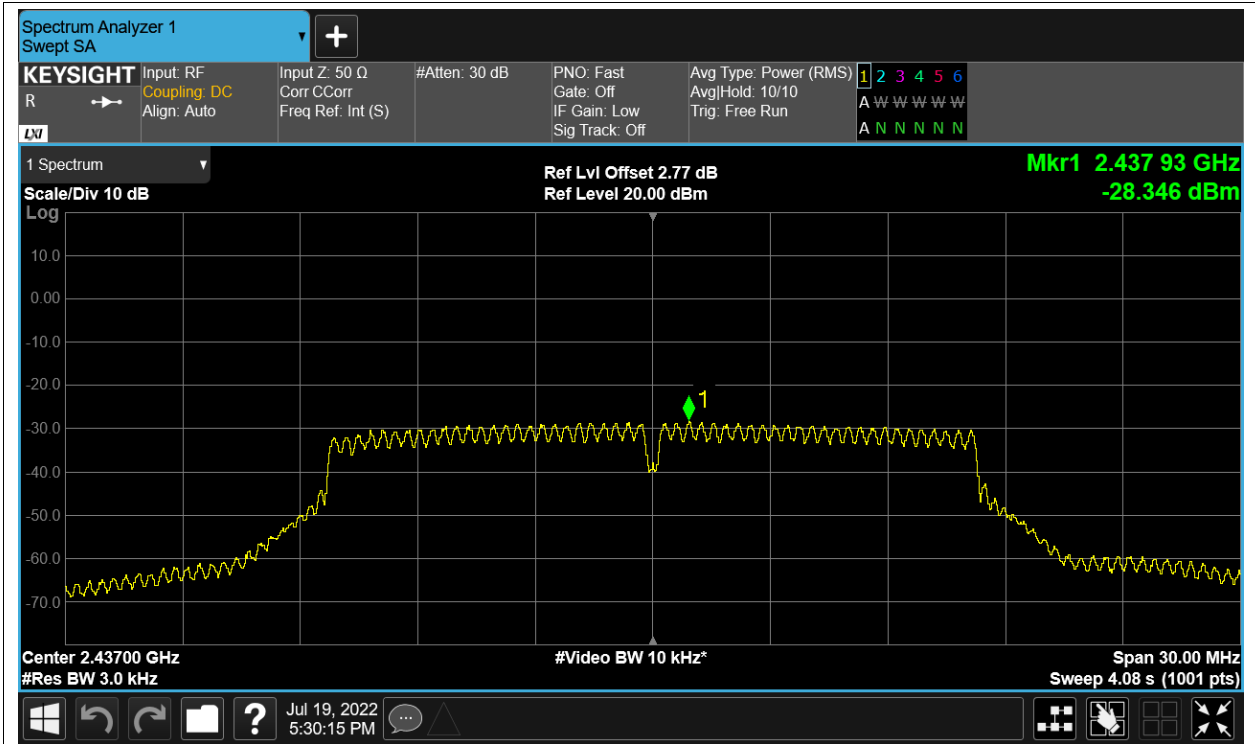 Spectrum Analyzer 1
Swept SA
KEYSIGHT
R
LXI
Input: RF
Coupling: DC
Align: Auto
Input Z: 50 Ω
Corr CCorr
Freq Ref: Int (S)
#Atten: 30 dB
PNO: Fast
Gate: Off
IF Gain: Low
Sig Track: Off
Avg Type: Power (RMS)
Avg|Hold: 10/10
Trig: Free Run
1 2 3 4 5 6
A W W W W W
A N N N N N
1 Spectrum
Scale/Div 10 dB
Log
Ref Lvl Offset 2.77 dB
Ref Level 20.00 dBm
Mkr1 2.437 93 GHz
-28.346 dBm
10.0
0.00
-10.0
-20.0
1
-30.0
-40.0
-50.0
-60.0
-70.0
Center 2.43700 GHz
#Res BW 3.0 kHz
#Video BW 10 kHz*
Span 30.00 MHz
Sweep 4.08 s (1001 pts)
?
Jul 19, 2022
5:30:15 PM